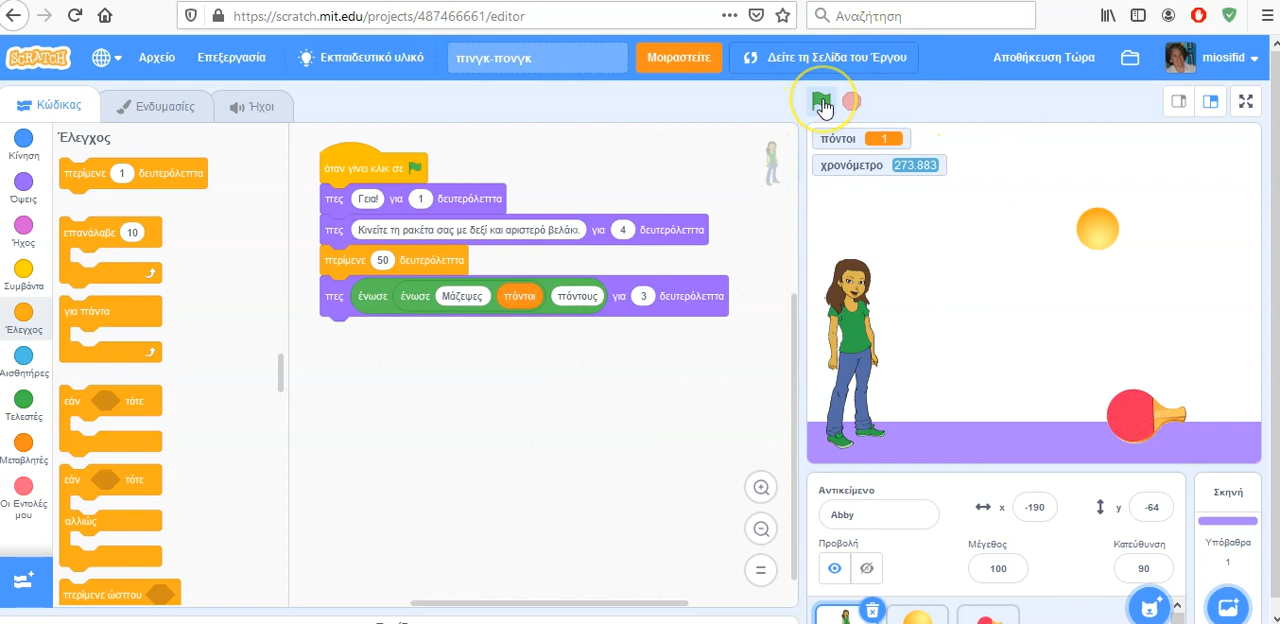 https://scratch.mit.edu/projects/487466661/editor
Αναζήτηση
SCRATCH
Αρχείο
Επεξεργασία
Εκπαιδευτικό υλικό
πινγκ-πονγκ
Μοιραστείτε
Δείτε τη Σελίδα του Έργου
Αποθήκευση Τώρα
miosifid
Κώδικας
Ενδυμασίες
Ήχοι
Κίνηση
Όψεις
Ήχος
Συμβάντα
Έλεγχος
Αισθητήρες
Τελεστές
Μεταβλητές
Οι Εντολές
μου
Έλεγχος
περίμενε 1 δευτερόλεπτα
επανάλαβε 10
για πάντα
εάν τότε
εάν τότε
αλλιώς
περίμενε ώσπου
όταν γίνει κλικ σε
πες Γεια! για 1 δευτερόλεπτα
πες Κινείτε τη ρακέτα σας με δεξί και αριστερό βελάκι. για 4 δευτερόλεπτα
περίμενε 50 δευτερόλεπτα
πες ένωσε ένωσε Μάζεψες πόντοι πόντους για 3 δευτερόλεπτα
πόντοι 1
χρονόμετρο 273.883
Αντικείμενο
Abby
x -190
y -64
Προβολή
Μέγεθος
100
Κατεύθυνση
90
Σκηνή
Υπόβαθρα
1